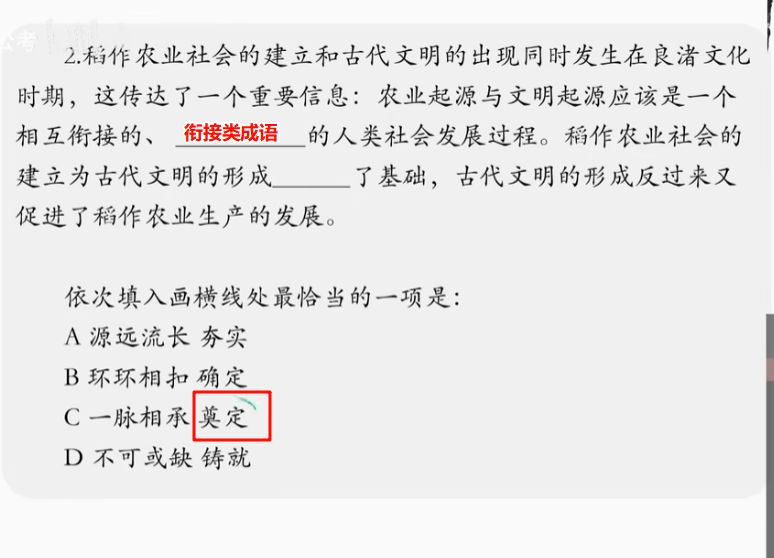 公考
2.稻作农业社会的建立和古代文明的出现同时发生在良渚文化
时期，这传达了一个重要信息：农业起源与文明起源应该是一个
相互衔接的、衔接类成语的人类社会发展过程。稻作农业社会的
建立为古代文明的形成______了基础，古代文明的形成反过来又
促进了稻作农业生产的发展。
依次填入画横线处最恰当的一项是：
A 源远流长 夯实
B 环环相扣 确定
C 一脉相承 奠定
D 不可或缺 铸就